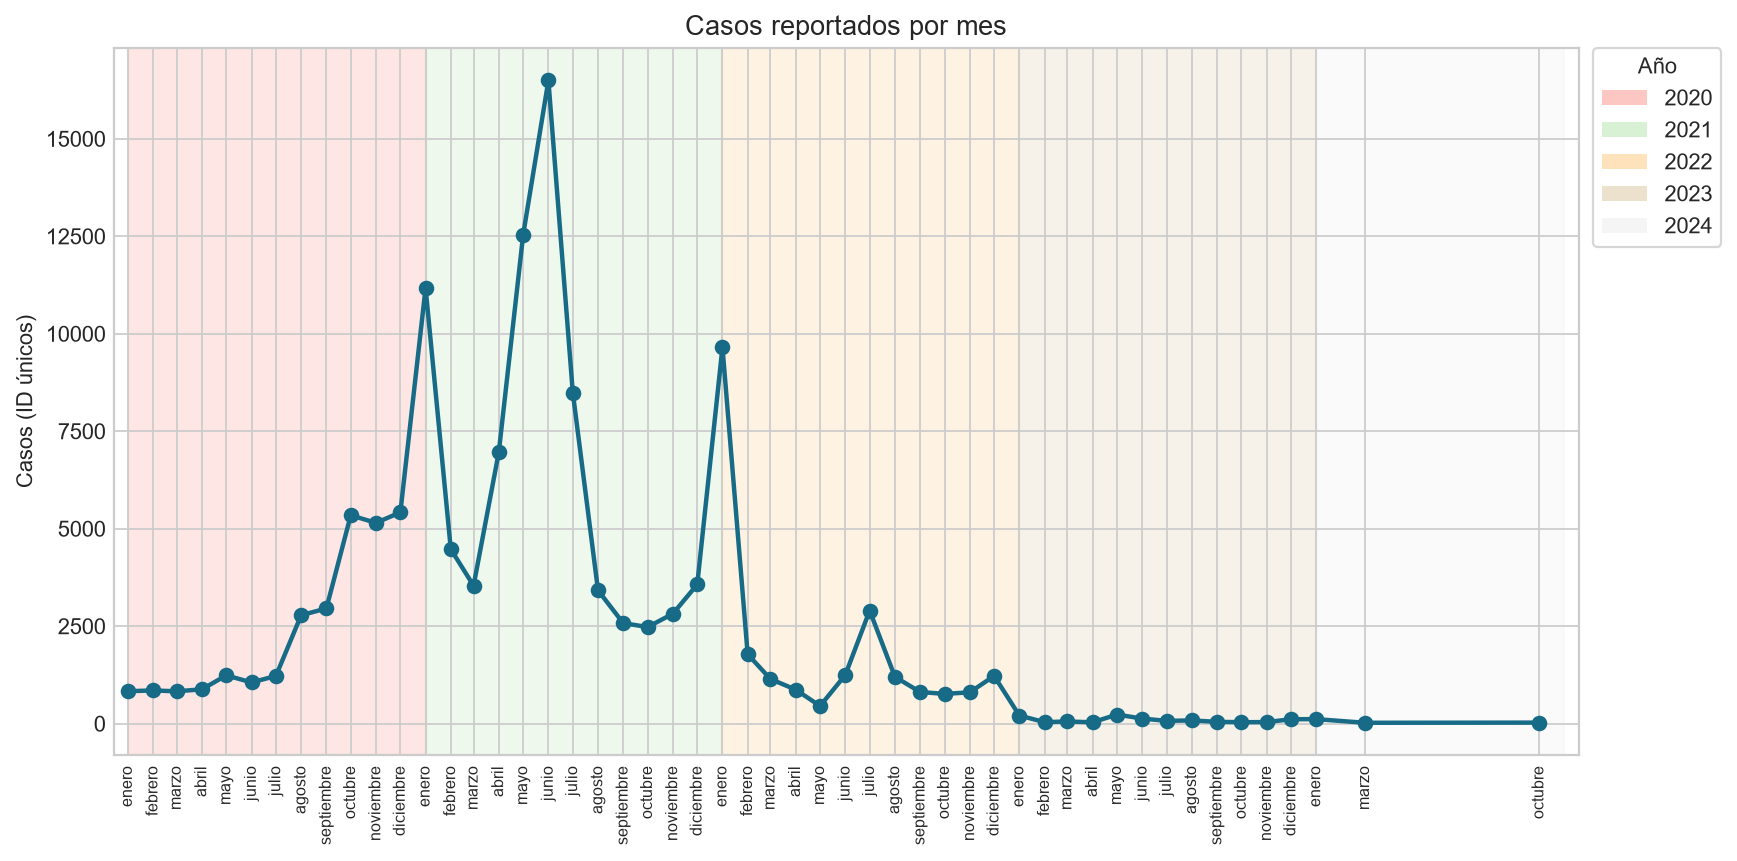 Casos reportados por mes
Casos (ID únicos)
15000
12500
10000
7500
5000
2500
0
enero
febrero
marzo
abril
mayo
junio
julio
agosto
septiembre
octubre
noviembre
diciembre
enero
febrero
marzo
abril
mayo
junio
julio
agosto
septiembre
octubre
noviembre
diciembre
enero
febrero
marzo
abril
mayo
junio
julio
agosto
septiembre
octubre
noviembre
diciembre
enero
febrero
marzo
abril
mayo
junio
julio
agosto
septiembre
octubre
noviembre
diciembre
enero
marzo
octubre
Año
2020
2021
2022
2023
2024